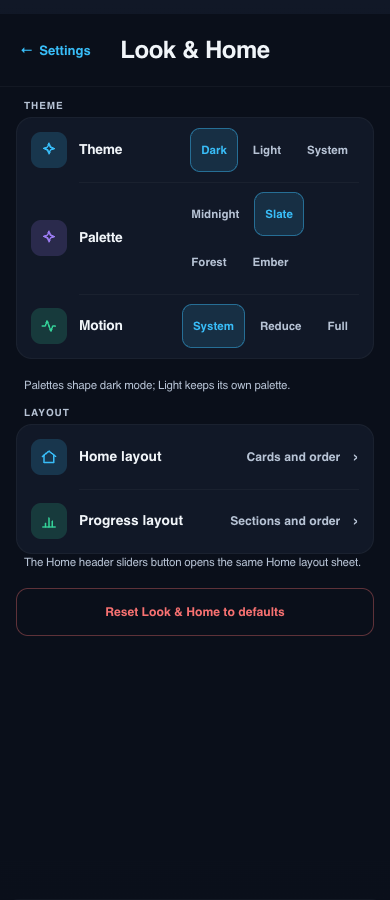 ← Settings Look & Home
THEME
Theme Dark Light System
Midnight Slate
Palette
Forest Ember
Motion System Reduce Full
Palettes shape dark mode; Light keeps its own palette.
LAYOUT
Home layout Cards and order ›
Progress layout Sections and order ›
The Home header sliders button opens the same Home layout sheet.
Reset Look & Home to defaults